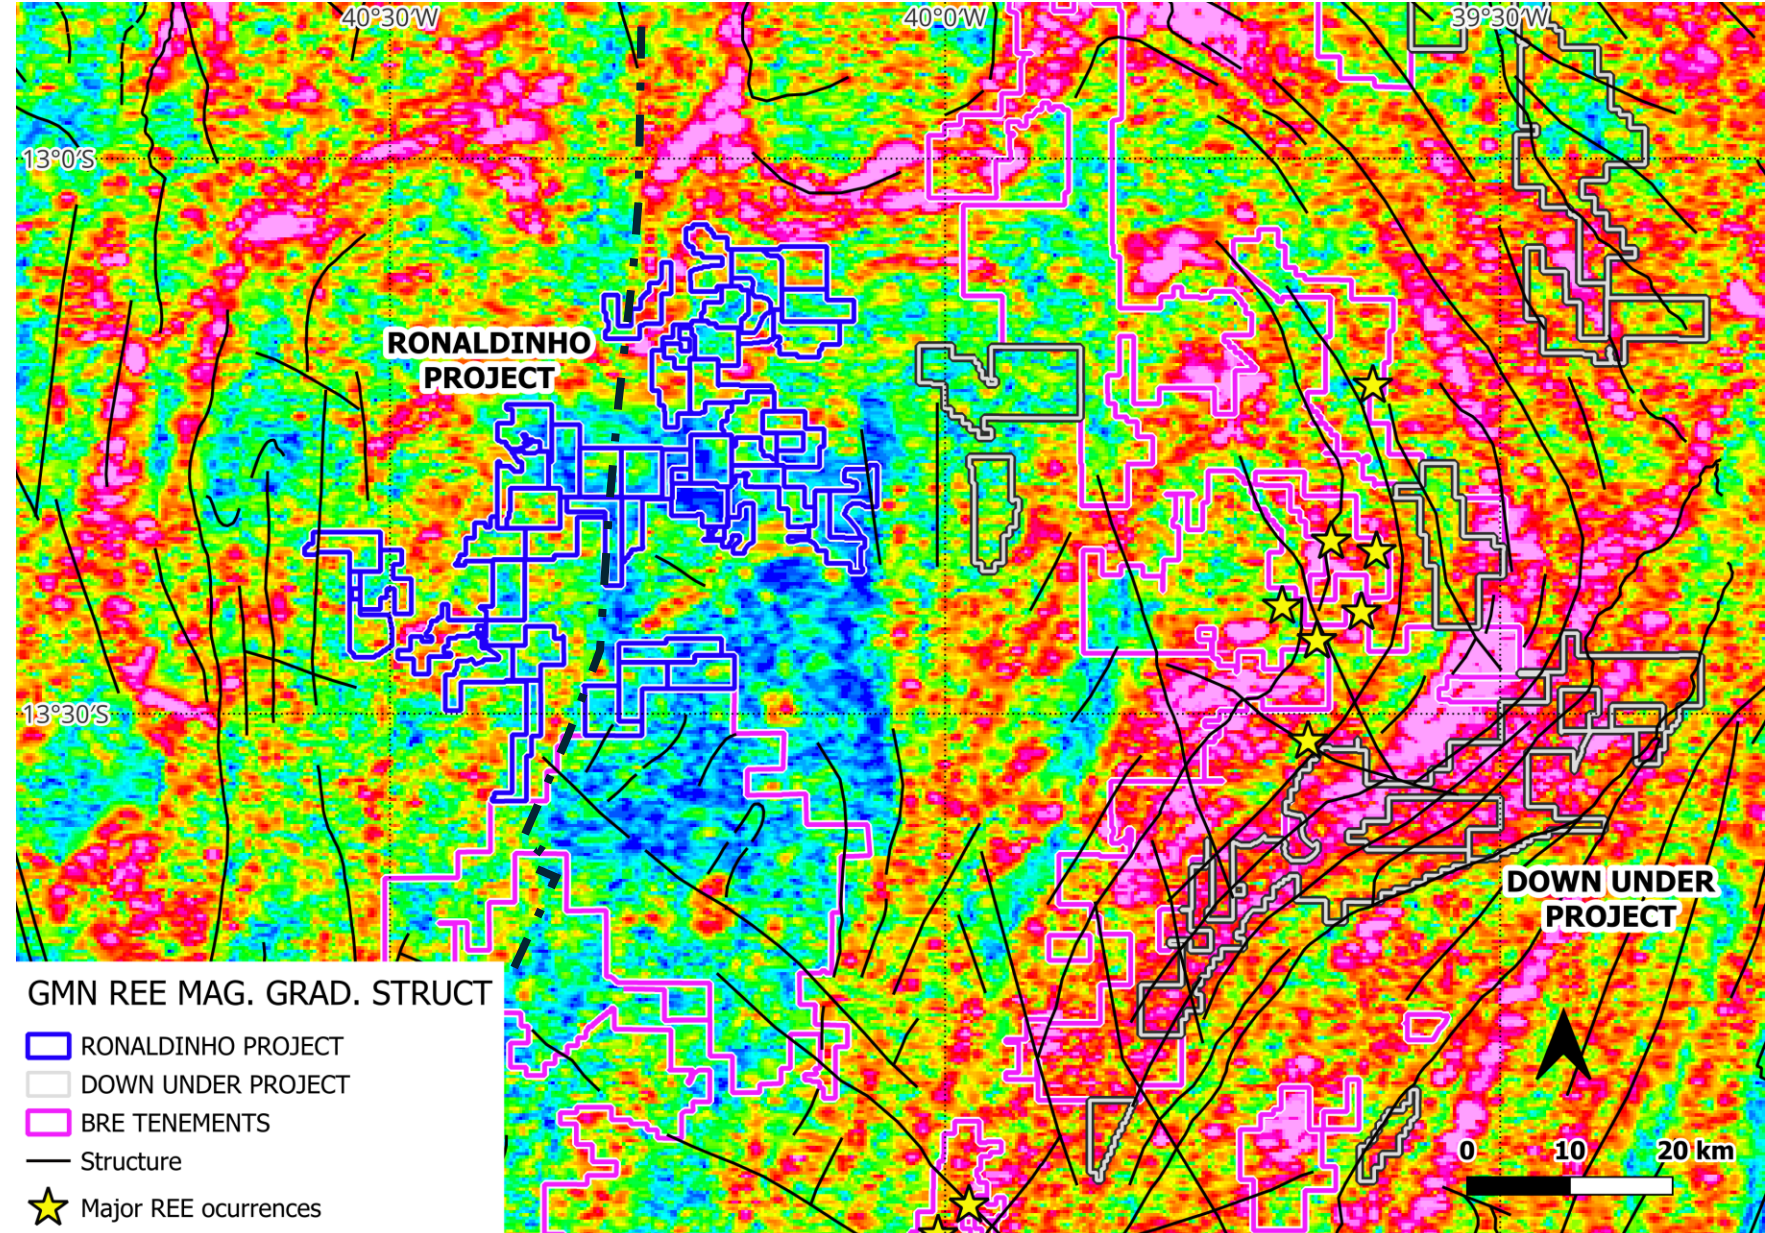 40°30′W
40°0′W
39°30′W
13°0′S
RONALDINHO
PROJECT
13°30′S
DOWN UNDER
PROJECT
GMN REE MAG. GRAD. STRUCT
RONALDINHO PROJECT
DOWN UNDER PROJECT
BRE TENEMENTS
Structure
Major REE ocurrences
0 10 20 km